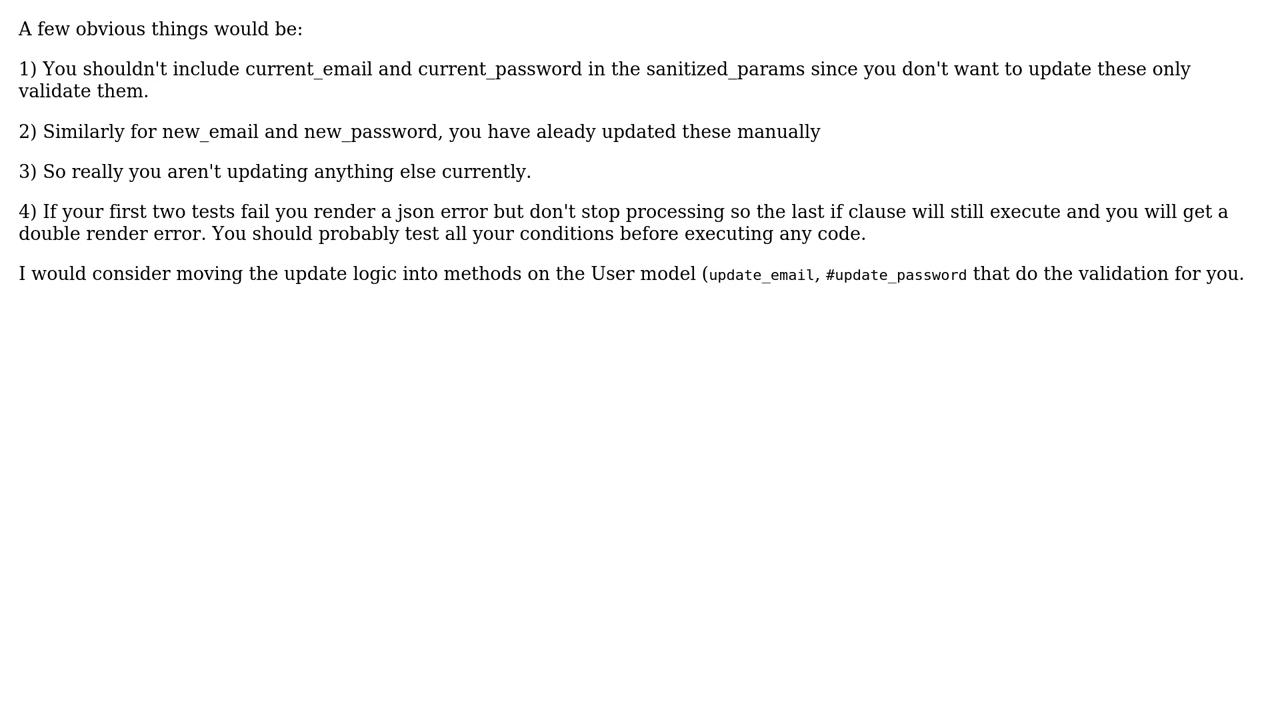 A few obvious things would be:
1) You shouldn't include current_email and current_password in the sanitized_params since you don't want to update these only
validate them.
2) Similarly for new_email and new_password, you have aleady updated these manually
3) So really you aren't updating anything else currently.
4) If your first two tests fail you render a json error but don't stop processing so the last if clause will still execute and you will get a
double render error. You should probably test all your conditions before executing any code.
I would consider moving the update logic into methods on the User model (update_email, #update_password that do the validation for you.